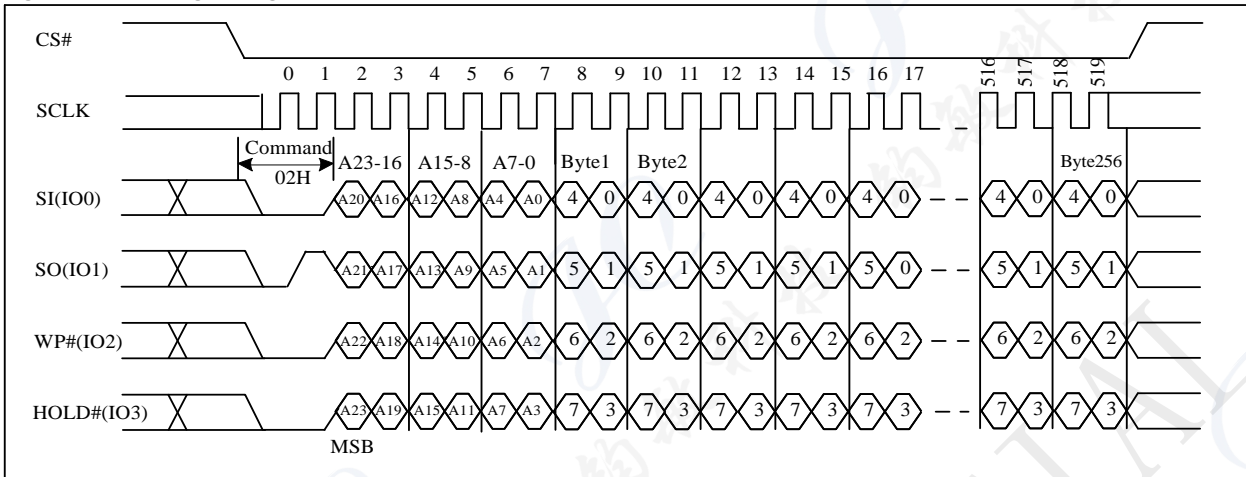 CS#
0 1 2 3 4 5 6 7 8 9 10 11 12 13 14 15 16 17 516 517 518 519
SCLK
Command
02H
A23-16 A15-8 A7-0 Byte1 Byte2 Byte256
SI(IO0) A20 A16 A12 A8 A4 A0 4 0 4 0 4 0 4 0 4 0 4 0 4 0
SO(IO1) A21 A17 A13 A9 A5 A1 5 1 5 1 5 1 5 1 5 0 5 1 5 1
WP#(IO2) A22 A18 A14 A10 A6 A2 6 2 6 2 6 2 6 2 6 2 6 2 6 2
HOLD#(IO3) A23 A19 A15 A11 A7 A3 7 3 7 3 7 3 7 3 7 3 7 3 7 3
MSB